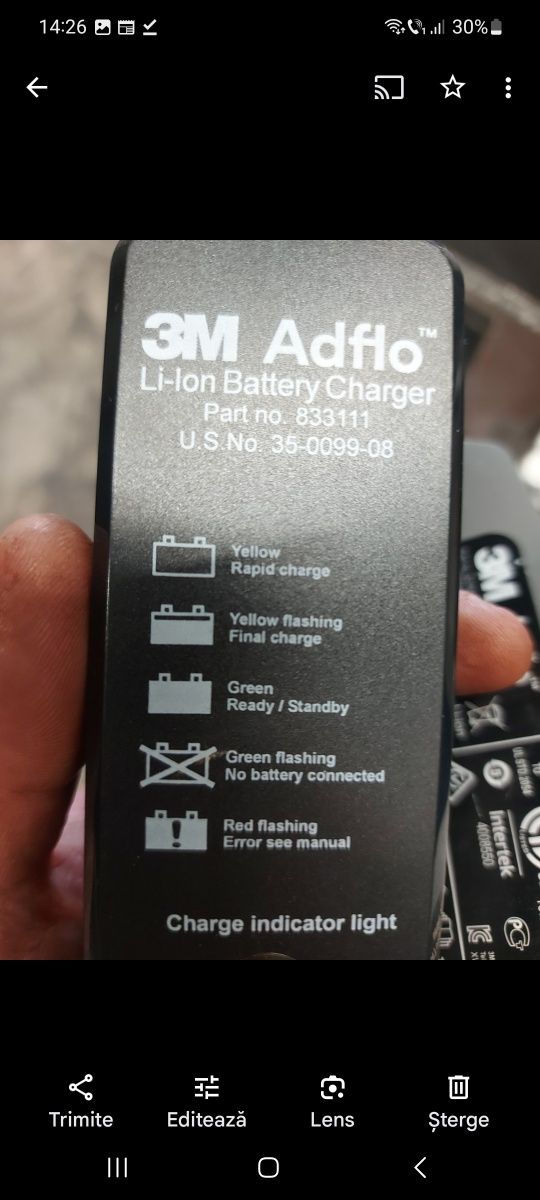 14:26
30%
3M Adflo™
Li-Ion Battery Charger
Part no. 833111
U.S.No. 35-0099-08
Yellow
Rapid charge
Yellow flashing
Final charge
Green
Ready / Standby
Green flashing
No battery connected
Red flashing
Error see manual
Charge indicator light
3M
Intertek
4008550
Trimite
Editează
Lens
Șterge